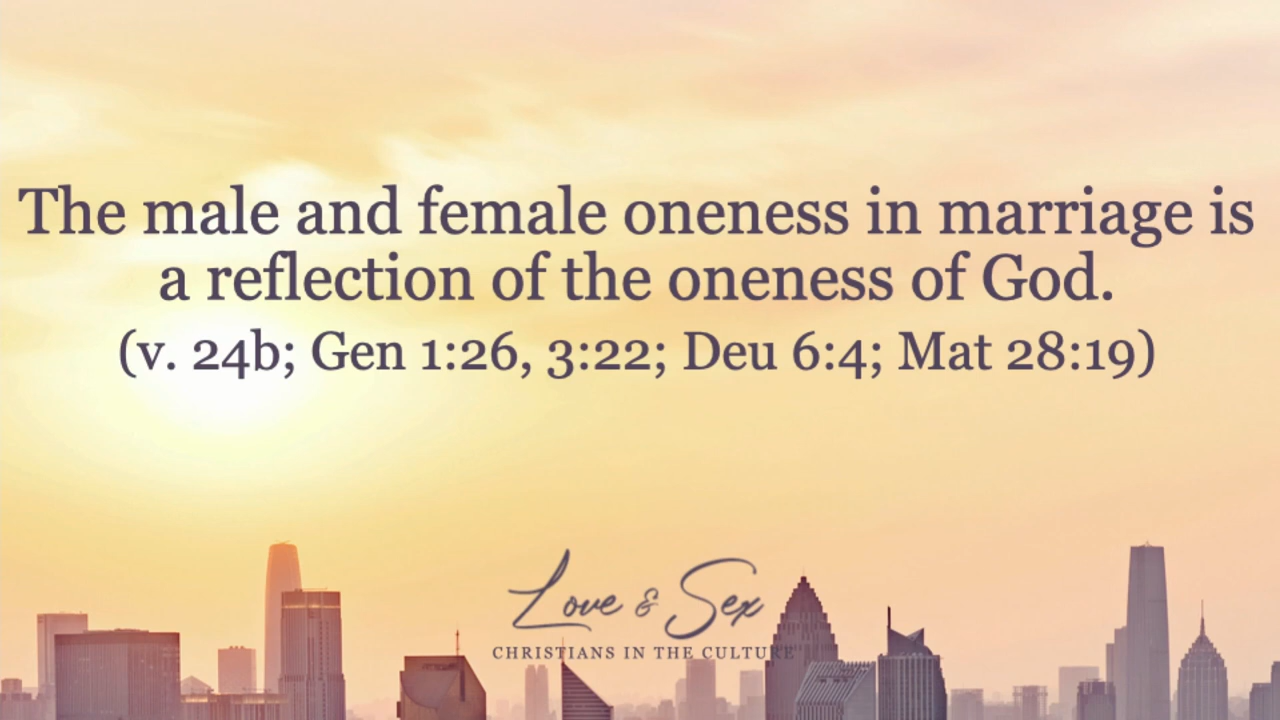 The male and female oneness in marriage is
a reflection of the oneness of God.
(v. 24b; Gen 1:26, 3:22; Deu 6:4; Mat 28:19)
Love & Sex
CHRISTIANS IN THE CULTURE